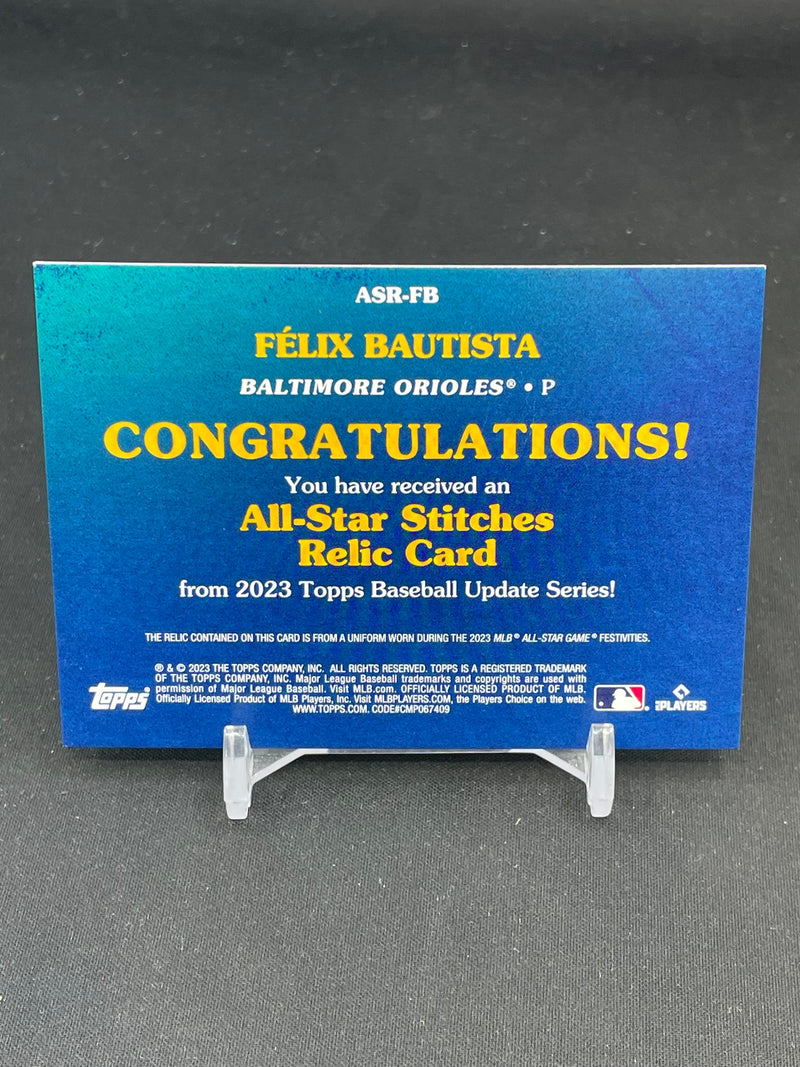 ASR-FB
FÉLIX BAUTISTA
BALTIMORE ORIOLES® • P
CONGRATULATIONS!
You have received an
All-Star Stitches
Relic Card
from 2023 Topps Baseball Update Series!
THE RELIC CONTAINED ON THIS CARD IS FROM A UNIFORM WORN DURING THE 2023 MLB® ALL-STAR GAME® FESTIVITIES.
® & © 2023 THE TOPPS COMPANY, INC. ALL RIGHTS RESERVED. TOPPS IS A REGISTERED TRADEMARK
OF THE TOPPS COMPANY, INC. Major League Baseball trademarks and copyrights are used with
permission of Major League Baseball. Visit MLB.com. OFFICIALLY LICENSED PRODUCT OF MLB.
Officially Licensed Product of MLB Players, Inc. Visit MLBPLAYERS.COM, the Players Choice on the web.
WWW.TOPPS.COM. CODE#CMP067409
Topps
MLB PLAYERS